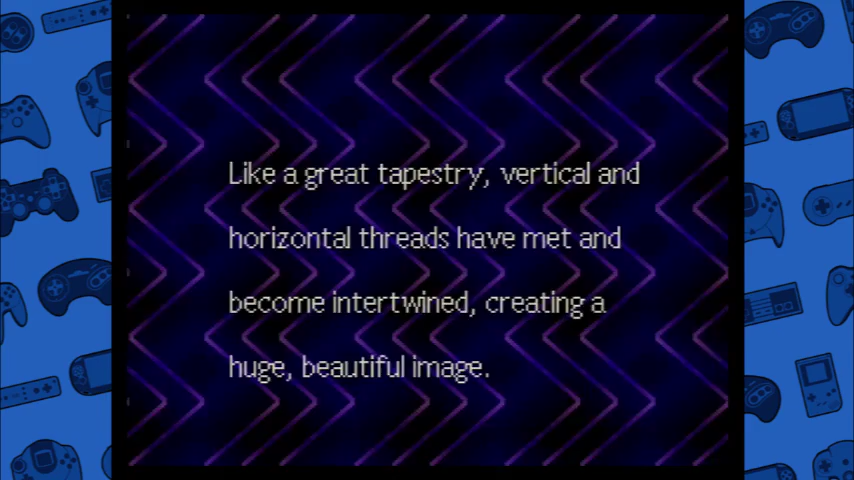 Like a great tapestry, vertical and
horizontal threads have met and
become intertwined, creating a
huge, beautiful image.